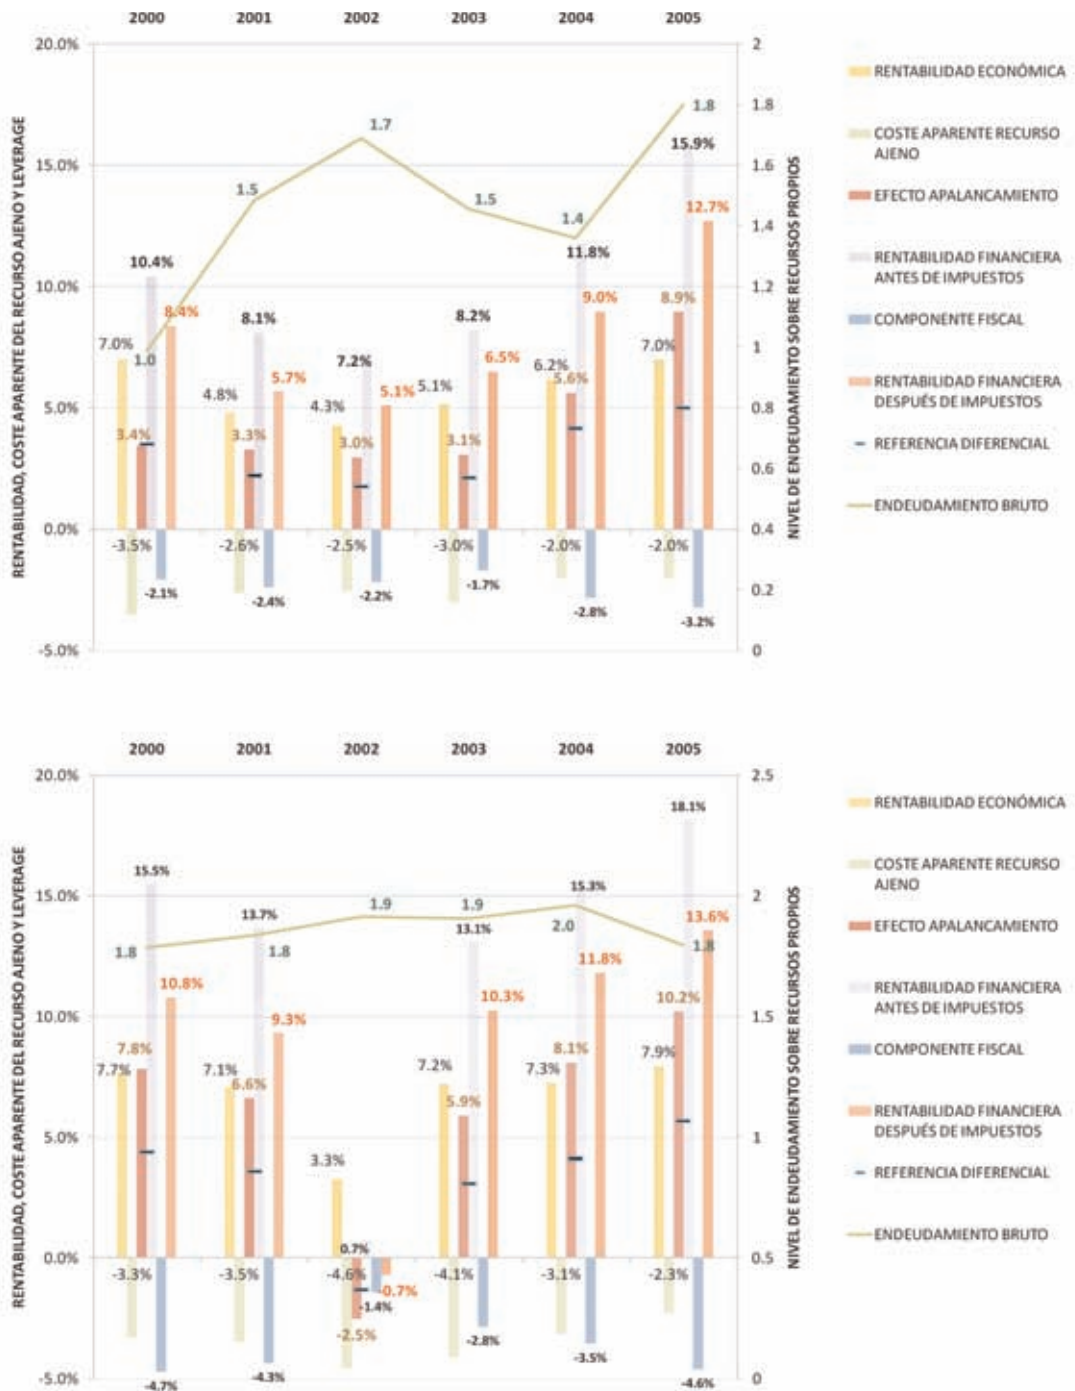 2000 2001 2002 2003 2004 2005
RENTABILIDAD, COSTE APARENTE DEL RECURSO AJENO Y LEVERAGE
20.0%
15.0%
10.0%
5.0%
0.0%
-5.0%
1.0 1.5 1.7 1.5 1.4 1.8
10.4% 8.1% 7.2% 8.2% 11.8% 15.9%
8.4% 5.7% 5.1% 6.5% 9.0% 12.7%
7.0% 4.8% 4.3% 5.1% 6.2% 7.0%
3.4% 3.3% 3.0% 3.1% 5.6% 8.9%
-3.5% -2.6% -2.5% -3.0% -2.0% -2.0%
-2.1% -2.4% -2.2% -1.7% -2.8% -3.2%
2
1.8
1.6
1.4
1.2
1
0.8
0.6
0.4
0.2
0
NIVEL DE ENDEUDAMIENTO SOBRE RECURSOS PROPIOS
RENTABILIDAD ECONÓMICA
COSTE APARENTE RECURSO
AJENO
EFECTO APALANCAMIENTO
RENTABILIDAD FINANCIERA
ANTES DE IMPUESTOS
COMPONENTE FISCAL
RENTABILIDAD FINANCIERA
DESPUÉS DE IMPUESTOS
REFERENCIA DIFERENCIAL
ENDEUDAMIENTO BRUTO
2000 2001 2002 2003 2004 2005
RENTABILIDAD, COSTE APARENTE DEL RECURSO AJENO Y LEVERAGE
20.0%
15.0%
10.0%
5.0%
0.0%
-5.0%
15.5% 13.7% 0.7% 13.1% 15.3% 18.1%
1.8 1.8 1.9 1.9 2.0 1.8
10.8% 9.3% -0.7% 10.3% 11.8% 13.6%
7.7% 7.1% 3.3% 7.2% 7.3% 7.9%
7.8% 6.6% -2.5% 5.9% 8.1% 10.2%
-3.3% -3.5% -4.6% -4.1% -3.1% -2.3%
-4.7% -4.3% -1.4% -2.8% -3.5% -4.6%
2.5
2
1.5
1
0.5
0
NIVEL DE ENDEUDAMIENTO SOBRE RECURSOS PROPIOS
RENTABILIDAD ECONÓMICA
COSTE APARENTE RECURSO
AJENO
EFECTO APALANCAMIENTO
RENTABILIDAD FINANCIERA
ANTES DE IMPUESTOS
COMPONENTE FISCAL
RENTABILIDAD FINANCIERA
DESPUÉS DE IMPUESTOS
REFERENCIA DIFERENCIAL
ENDEUDAMIENTO BRUTO